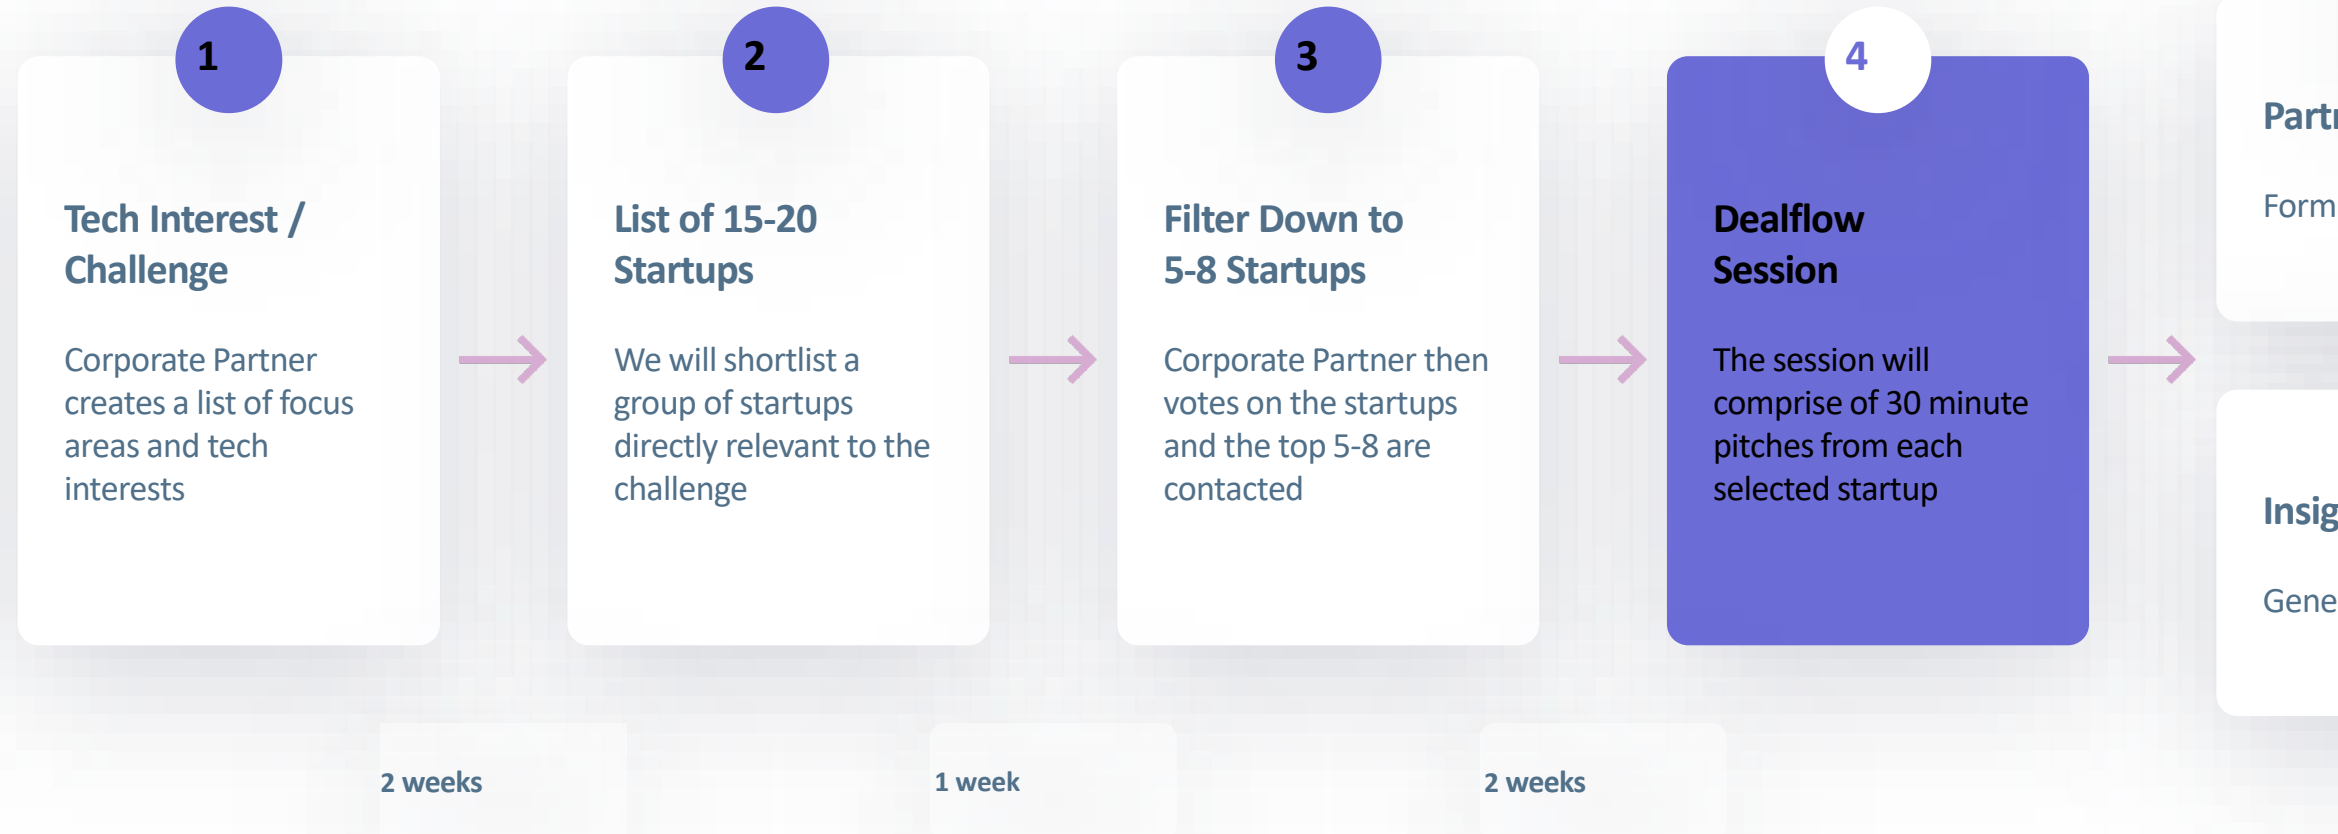 1
Tech Interest /
Challenge
Corporate Partner
creates a list of focus
areas and tech
interests
2
List of 15-20
Startups
We will shortlist a
group of startups
directly relevant to the
challenge
3
Filter Down to
5-8 Startups
Corporate Partner then
votes on the startups
and the top 5-8 are
contacted
4
Dealflow
Session
The session will
comprise of 30 minute
pitches from each
selected startup
2 weeks
1 week
2 weeks